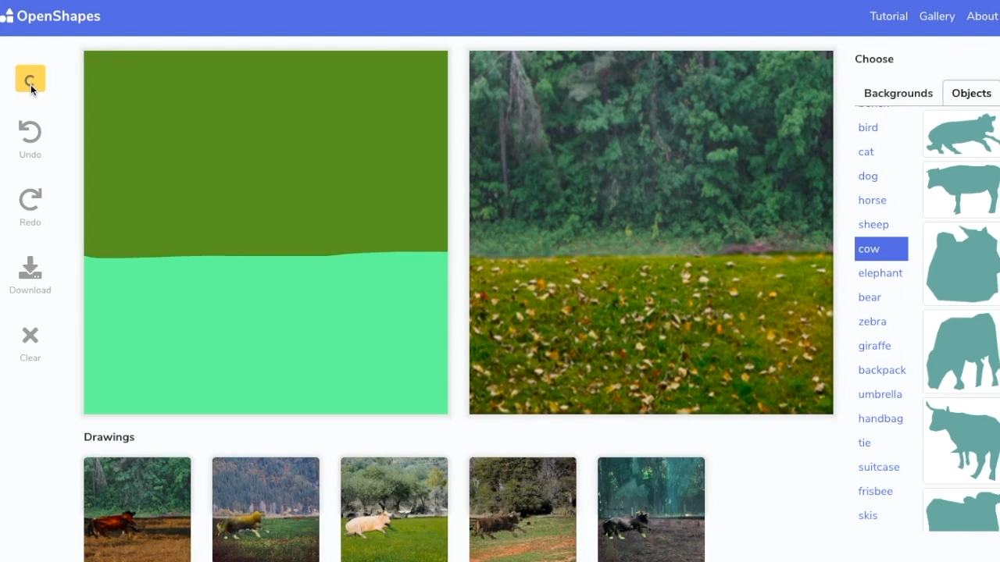 OpenShapes
Tutorial
Gallery
About
Undo
Redo
Download
Clear
Choose
Backgrounds
Objects
bird
cat
dog
horse
sheep
cow
elephant
bear
zebra
giraffe
backpack
umbrella
handbag
tie
suitcase
frisbee
skis
Drawings